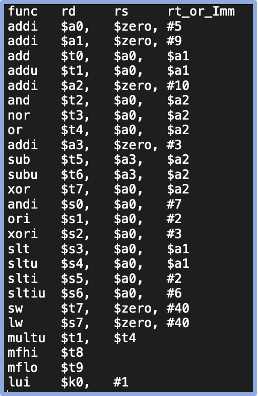 func rd rs rt_or_Imm
addi $a0, $zero, #5
addi $a1, $zero, #9
add $t0, $a0, $a1
addu $t1, $a0, $a1
addi $a2, $zero, #10
and $t2, $a0, $a2
nor $t3, $a0, $a2
or $t4, $a0, $a2
addi $a3, $zero, #3
sub $t5, $a3, $a2
subu $t6, $a3, $a2
xor $t7, $a0, $a2
andi $s0, $a0, #7
ori $s1, $a0, #2
xori $s2, $a0, #3
slt $s3, $a0, $a1
sltu $s4, $a0, $a1
slti $s5, $a0, #2
sltiu $s6, $a0, #6
sw $t7, $zero, #40
lw $s7, $zero, #40
multu $t1, $t4
mfhi $t8
mflo $t9
lui $k0, #1